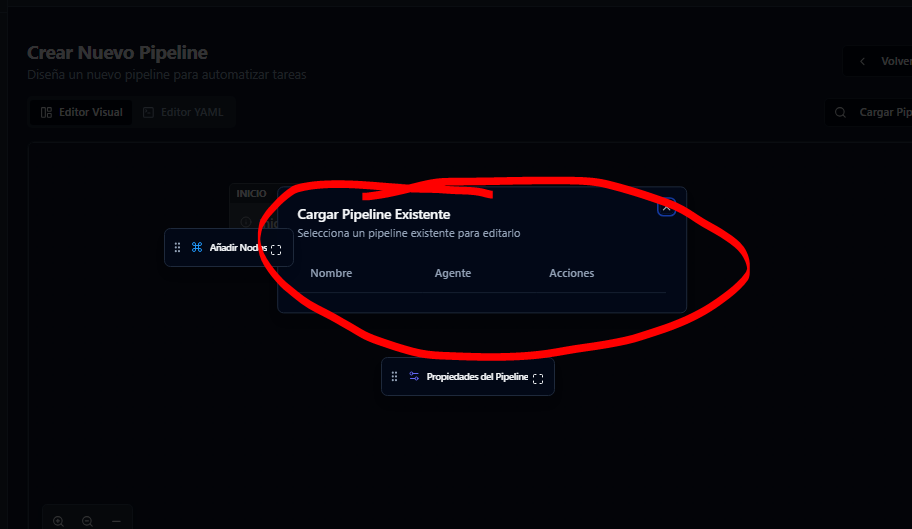 Crear Nuevo Pipeline
Diseña un nuevo pipeline para automatizar tareas
Volver
Editor Visual
Editor YAML
Cargar
INICIO
Cargar Pipeline Existente
Selecciona un pipeline existente para editarlo
Añadir Nodos
Nombre
Agente
Acciones
Propiedades del Pipeline